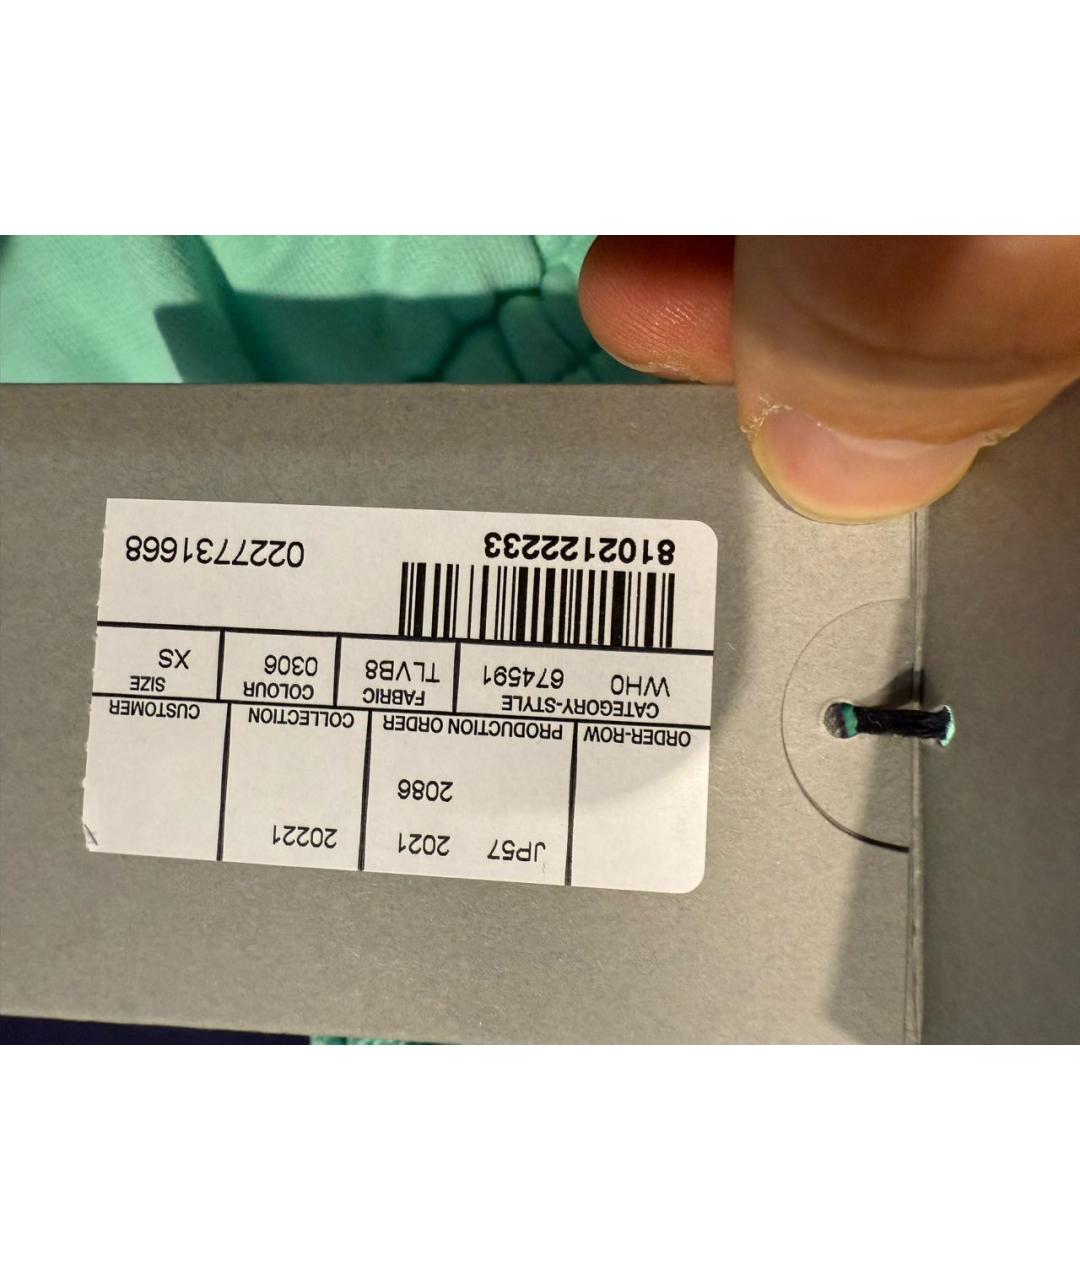 JP57 2021 20221
2086
ORDER-ROW PRODUCTION ORDER COLLECTION CUSTOMER
CATEGORY-STYLE FABRIC COLOUR SIZE
WH0 674591 TLVB8 0306 XS
8102122233 0227731668